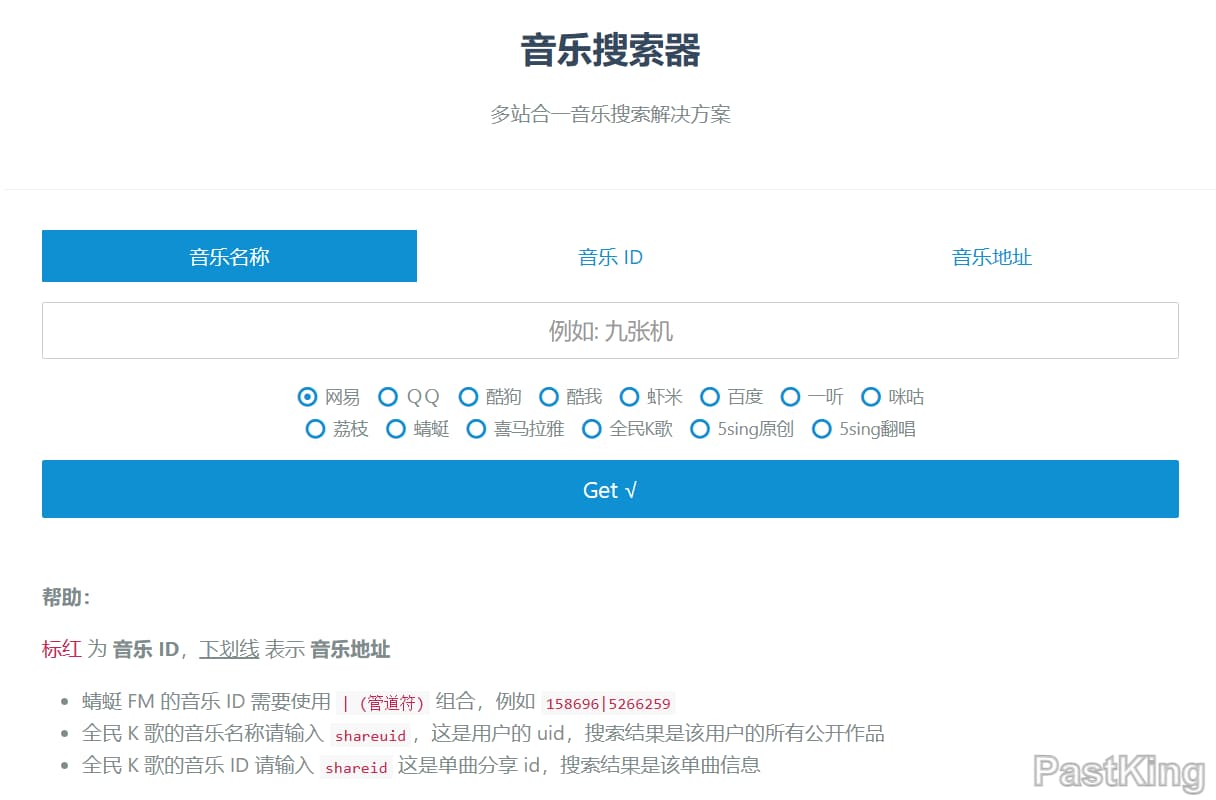 音乐搜索器
多站合一音乐搜索解决方案
音乐名称 音乐 ID 音乐地址
例如: 九张机
网易 Q Q 酷狗 酷我 虾米 百度 一听 咪咕
荔枝 蜻蜓 喜马拉雅 全民K歌 5sing原创 5sing翻唱
Get √
帮助：
标红 为 音乐 ID，下划线 表示 音乐地址
蜻蜓 FM 的音乐 ID 需要使用 | (管道符) 组合，例如 158696|5266259
全民 K 歌的音乐名称请输入 shareuid，这是用户的 uid，搜索结果是该用户的所有公开作品
全民 K 歌的音乐 ID 请输入 shareid 这是单曲分享 id，搜索结果是该单曲信息
PastKing